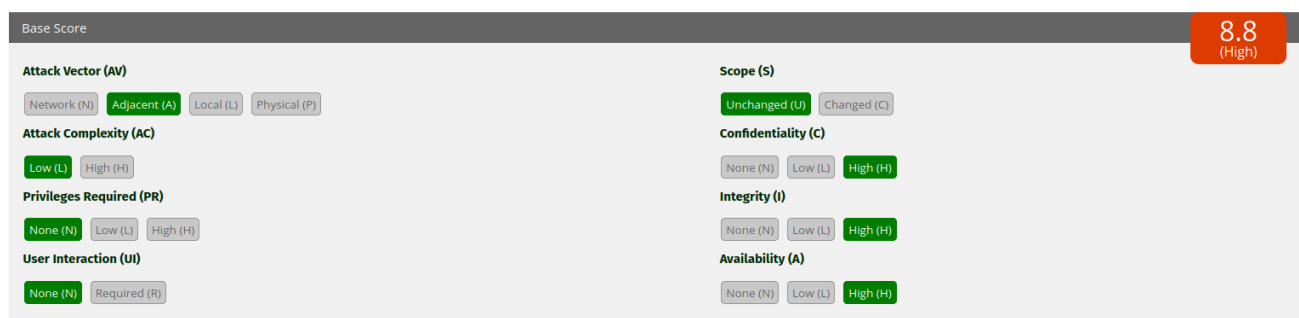 Base Score
8.8
(High)
Attack Vector (AV)
Network (N) Adjacent (A) Local (L) Physical (P)
Attack Complexity (AC)
Low (L) High (H)
Privileges Required (PR)
None (N) Low (L) High (H)
User Interaction (UI)
None (N) Required (R)
Scope (S)
Unchanged (U) Changed (C)
Confidentiality (C)
None (N) Low (L) High (H)
Integrity (I)
None (N) Low (L) High (H)
Availability (A)
None (N) Low (L) High (H)